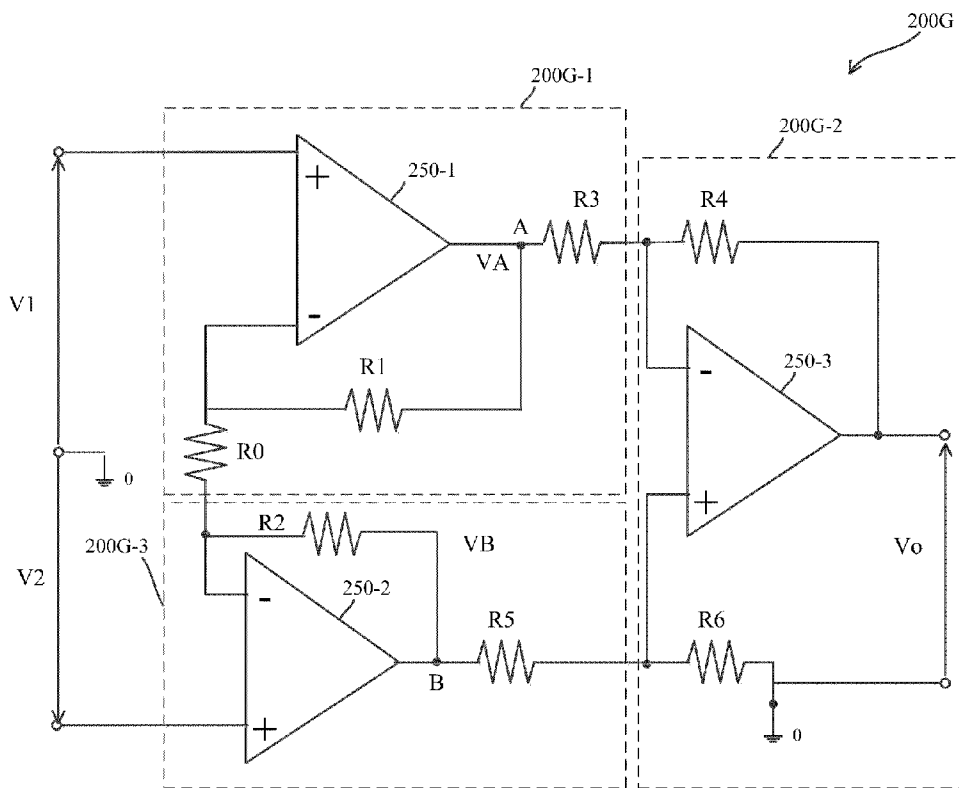 200G
200G-1
200G-2
250-1
+
-
A
VA
R3
R4
V1
R1
250-3
-
+
R0
0
R2
VB
200G-3
V2
250-2
-
+
B
R5
R6
Vo
0